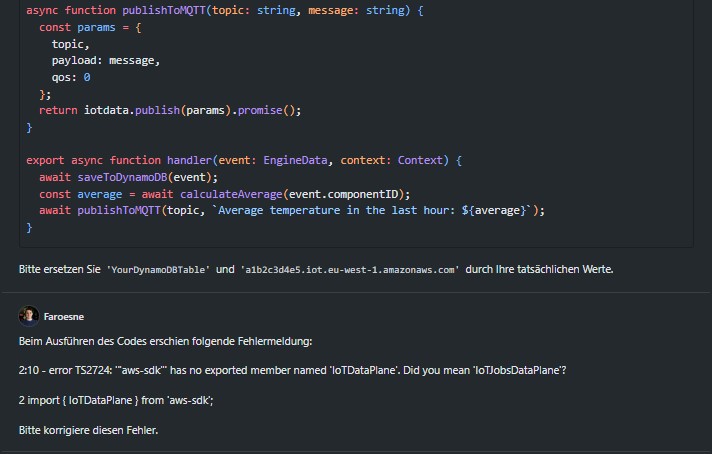 async function publishToMQTT(topic: string, message: string) {
const params = {
topic,
payload: message,
qos: 0
};
return iotdata.publish(params).promise();
}
export async function handler(event: EngineData, context: Context) {
await saveToDynamoDB(event);
const average = await calculateAverage(event.componentID);
await publishToMQTT(topic, `Average temperature in the last hour: ${average}`);
}
Bitte ersetzen Sie 'YourDynamoDBTable' und 'a1b2c3d4e5.iot.eu-west-1.amazonaws.com' durch Ihre tatsächlichen Werte.
Faroesne
Beim Ausführen des Codes erschien folgende Fehlermeldung:
2:10 - error TS2724: '"aws-sdk"' has no exported member named 'IoTDataPlane'. Did you mean 'IoTJobsDataPlane'?
2 import { IoTDataPlane } from 'aws-sdk';
Bitte korrigiere diesen Fehler.